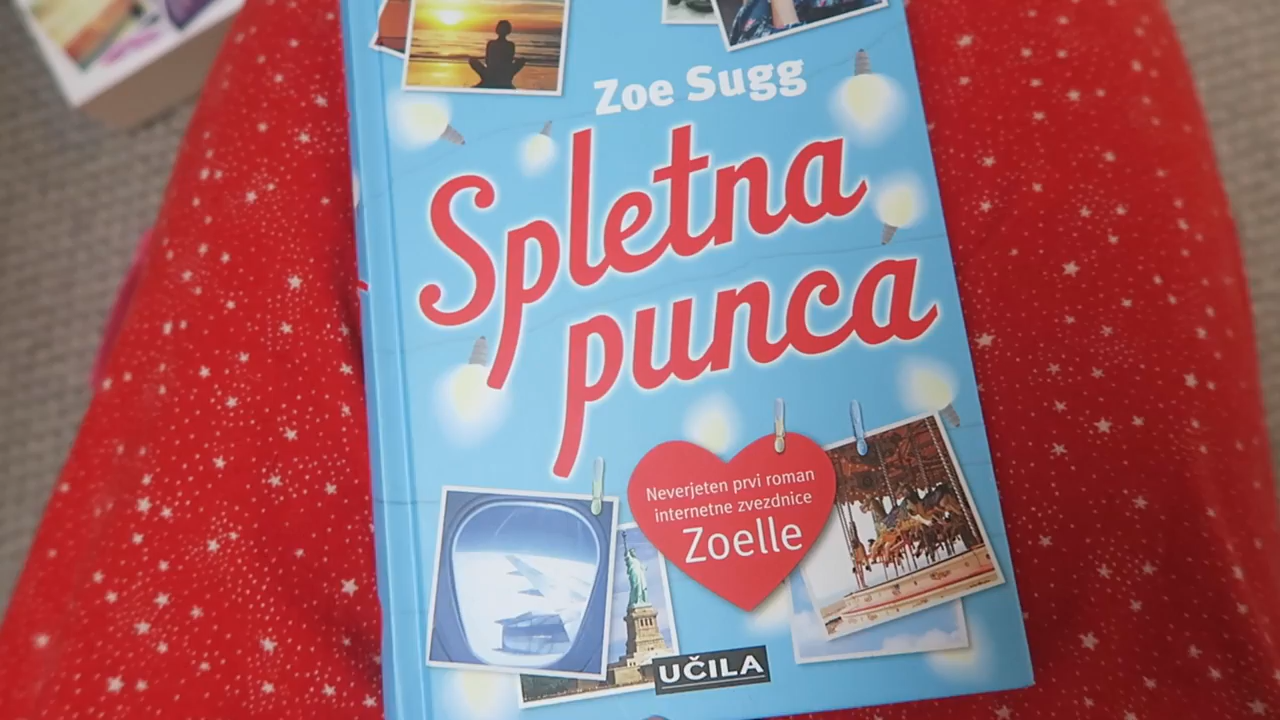 Zoe Sugg
Spletna
punca
Neverjeten prvi roman
internetne zvezdnice
Zoelle
UČILA